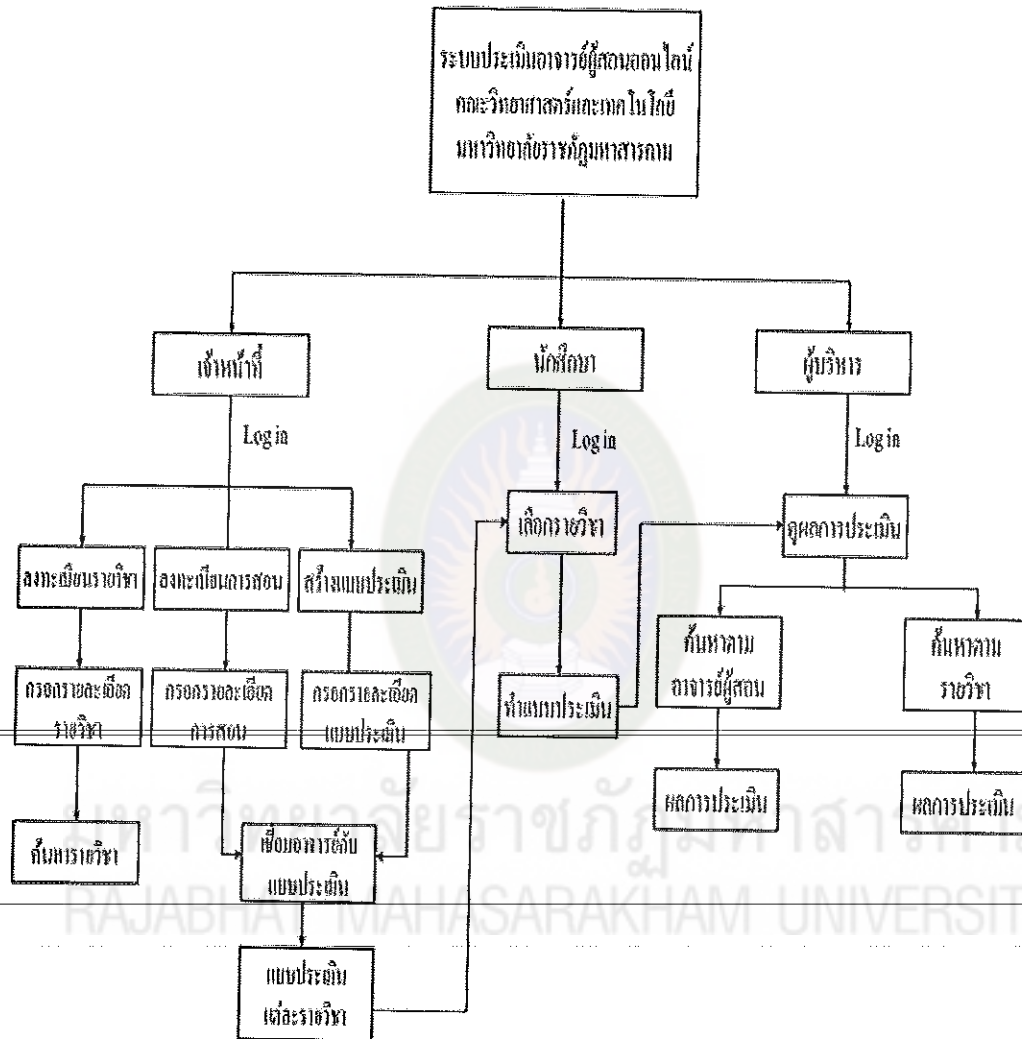 ระบบประเมินอาจารย์ผู้สอนออนไลน์
คณะวิทยาศาสตร์และเทคโนโลยี
มหาวิทยาลัยราชภัฏมหาสารคาม
เจ้าหน้าที่
นักศึกษา
ผู้บริหาร
Login
Login
Login
ลงทะเบียนรายวิชา
ลงทะเบียนการสอน
สร้างแบบประเมิน
เลือกรายวิชา
ดูผลการประเมิน
กรอกรายละเอียด
รายวิชา
กรอกรายละเอียด
การสอน
กรอกรายละเอียด
แบบประเมิน
ทำแบบประเมิน
ค้นหาตาม
อาจารย์ผู้สอน
ค้นหาตาม
รายวิชา
ค้นหารายวิชา
เชื่อมอาจารย์กับ
แบบประเมิน
ผลการประเมิน
ผลการประเมิน
แบบประเมิน
แต่ละรายวิชา
มหาวิทยาลัยราชภัฏมหาสารคาม
RAJABHAT MAHASARAKHAM UNIVERSIT